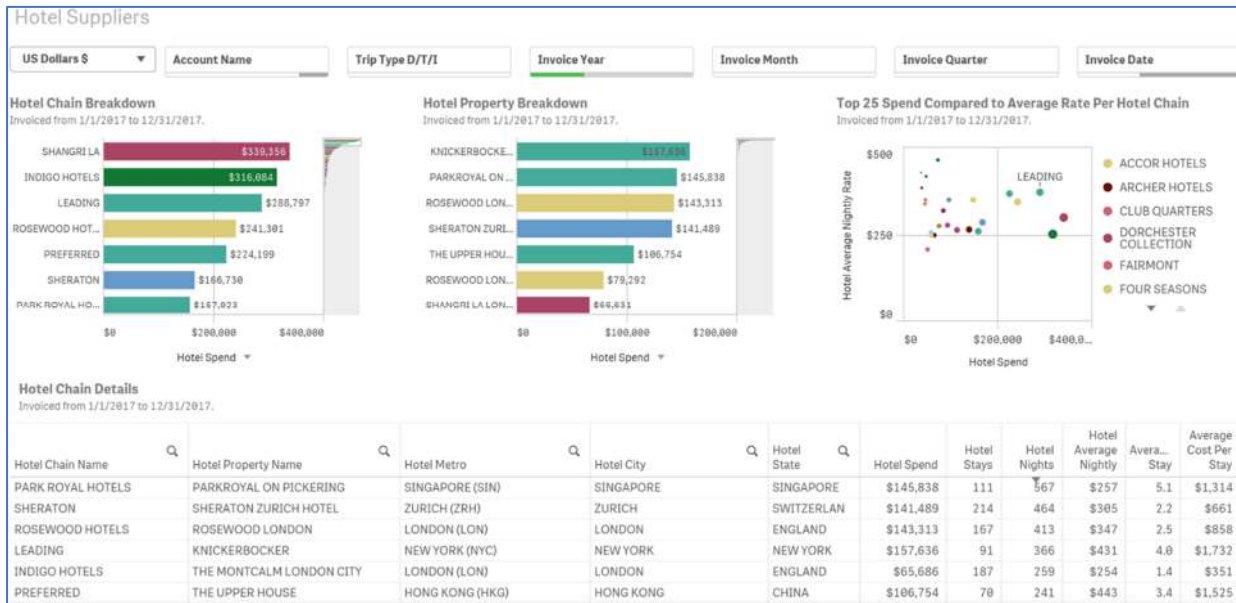 Hotel Suppliers
US Dollars $ Account Name Trip Type D/T/I Invoice Year Invoice Month Invoice Quarter Invoice Date
Hotel Chain Breakdown
Invoiced from 1/1/2017 to 12/31/2017.
SHANGRI LA $339,356
INDIGO HOTELS $316,084
LEADING $288,797
ROSEWOOD HOT... $241,301
PREFERRED $224,199
SHERATON $166,730
PARK ROYAL HO... $157,023
$0 $200,000 $400,000
Hotel Spend
Hotel Property Breakdown
Invoiced from 1/1/2017 to 12/31/2017.
KNICKERBOCKE... $157,636
PARKROYAL ON ... $145,838
ROSEWOOD LON... $143,313
SHERATON ZURI... $141,489
THE UPPER HOU... $106,754
ROSEWOOD LON... $79,292
SHANGRI LA LON... $66,631
$0 $100,000 $200,000
Hotel Spend
Top 25 Spend Compared to Average Rate Per Hotel Chain
Invoiced from 1/1/2017 to 12/31/2017.
Hotel Average Nightly Rate
$500
$250
$0
LEADING
$0 $200,000 $400,0...
Hotel Spend
ACCOR HOTELS
ARCHER HOTELS
CLUB QUARTERS
DORCHESTER
COLLECTION
FAIRMONT
FOUR SEASONS
Hotel Chain Details
Invoiced from 1/1/2017 to 12/31/2017.
Hotel Chain Name Hotel Property Name Hotel Metro Hotel City Hotel State Hotel Spend Hotel Stays Hotel Nights Hotel Average Nightly Avera... Stay Average Cost Per Stay
PARK ROYAL HOTELS PARKROYAL ON PICKERING SINGAPORE (SIN) SINGAPORE SINGAPORE $145,838 111 567 $257 5.1 $1,314
SHERATON SHERATON ZURICH HOTEL ZURICH (ZRH) ZURICH SWITZERLAN $141,489 214 464 $305 2.2 $661
ROSEWOOD HOTELS ROSEWOOD LONDON LONDON (LON) LONDON ENGLAND $143,313 167 413 $347 2.5 $858
LEADING KNICKERBOCKER NEW YORK (NYC) NEW YORK NEW YORK $157,636 91 366 $431 4.0 $1,732
INDIGO HOTELS THE MONTCALM LONDON CITY LONDON (LON) LONDON ENGLAND $65,686 187 259 $254 1.4 $351
PREFERRED THE UPPER HOUSE HONG KONG (HKG) HONG KONG CHINA $106,754 70 241 $443 3.4 $1,525